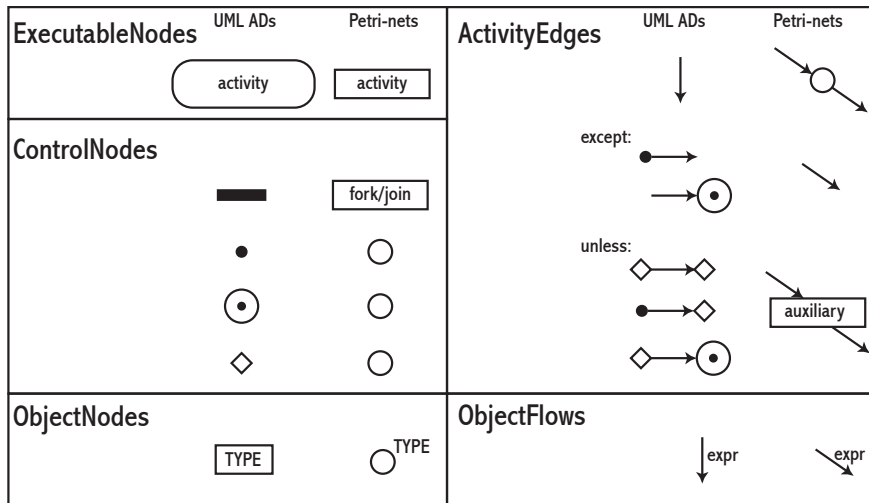 ExecutableNodes
UML ADs
Petri-nets
activity
activity
ControlNodes
fork/join
ObjectNodes
TYPE
TYPE
ActivityEdges
UML ADs
Petri-nets
except:
unless:
auxiliary
ObjectFlows
expr
expr